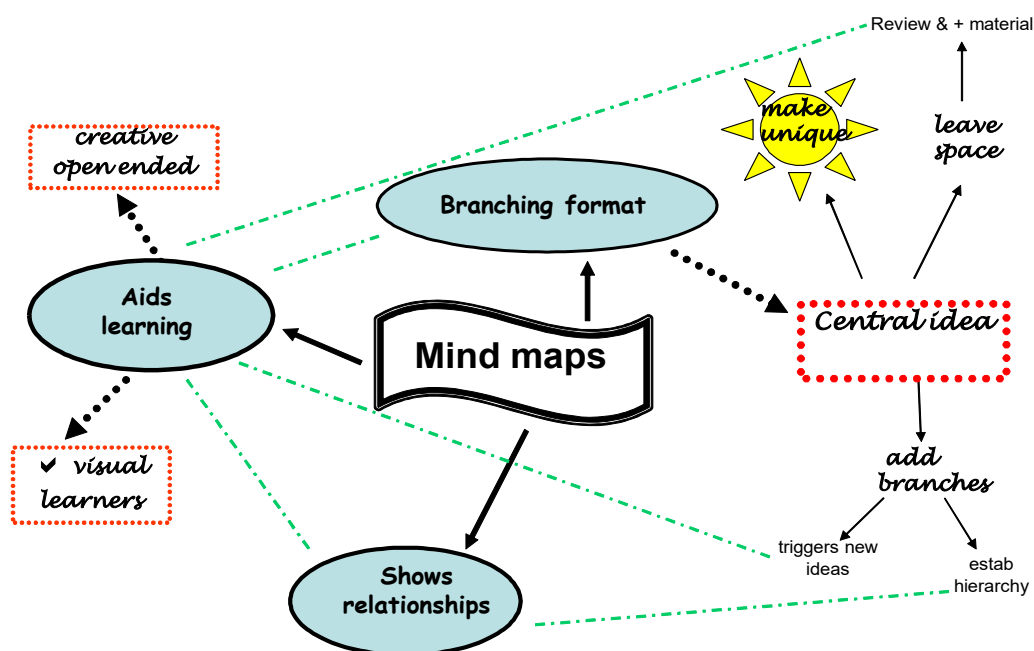 Review & + material
make
unique
leave
space
creative
open ended
Branching format
Aids
learning
Central idea
Mind maps
visual
learners
add
branches
triggers new
ideas
estab
hierarchy
Shows
relationships